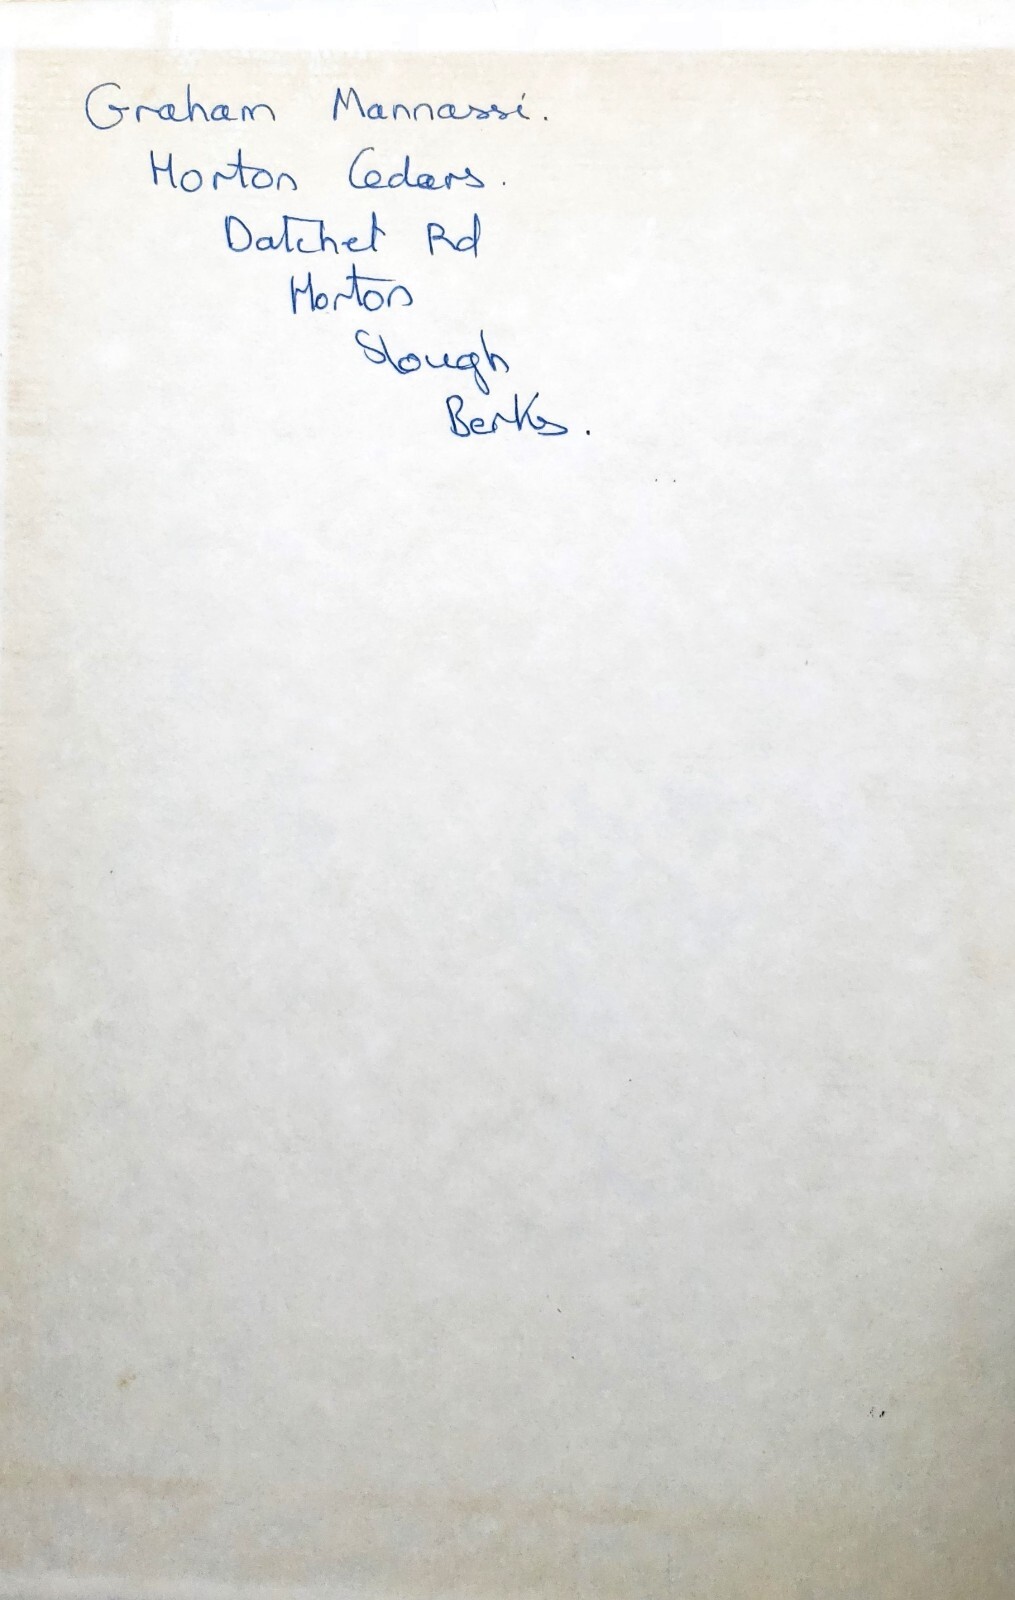 Graham Mannassi.
Horton Cedars.
Datchet Rd
Horton
Slough
Berks.